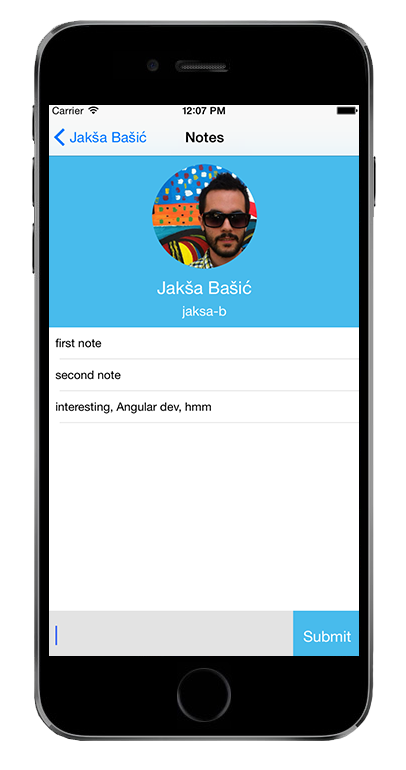 Carrier 12:07 PM
Jakša Bašić Notes
Jakša Bašić
jaksa-b
first note
second note
interesting, Angular dev, hmm
Submit